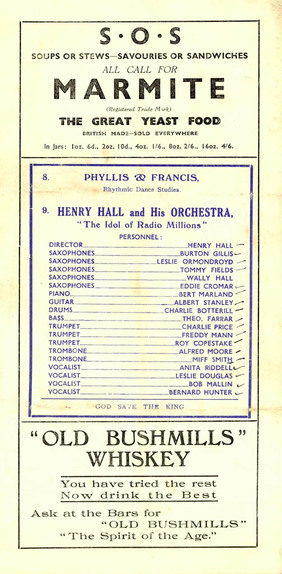 S·O·S
SOUPS OR STEWS—SAVOURIES OR SANDWICHES
ALL CALL FOR
MARMITE
(Registered Trade Mark)
THE GREAT YEAST FOOD
BRITISH MADE—SOLD EVERYWHERE
In Jars: 1oz. 6d., 2oz. 10d., 4oz. 1/6., 8oz. 2/6., 16oz. 4/6.
8. PHYLLIS & FRANCIS,
Rhythmic Dance Studies.
9. HENRY HALL and His ORCHESTRA,
"The Idol of Radio Millions"
PERSONNEL:
DIRECTOR HENRY HALL
SAXOPHONES BURTON GILLIS
SAXOPHONES LESLIE ORMONDROYD
SAXOPHONES TOMMY FIELDS
SAXOPHONES WALLY HALL
SAXOPHONES EDDIE CROMAR
PIANO BERT MARLAND
GUITAR ALBERT STANLEY
DRUMS CHARLIE BOTTERILL
BASS THEO. FARRAR
TRUMPET CHARLIE PRICE
TRUMPET FREDDY MANN
TRUMPET ROY COPESTAKE
TROMBONE ALFRED MOORE
TROMBONE MIFF SMITH
VOCALIST ANITA RIDDELL
VOCALIST LESLIE DOUGLAS
VOCALIST BOB MALLIN
VOCALIST BERNARD HUNTER
GOD SAVE THE KING
"OLD BUSHMILLS"
WHISKEY
You have tried the rest
Now drink the Best
Ask at the Bars for
"OLD BUSHMILLS"
"The Spirit of the Age."